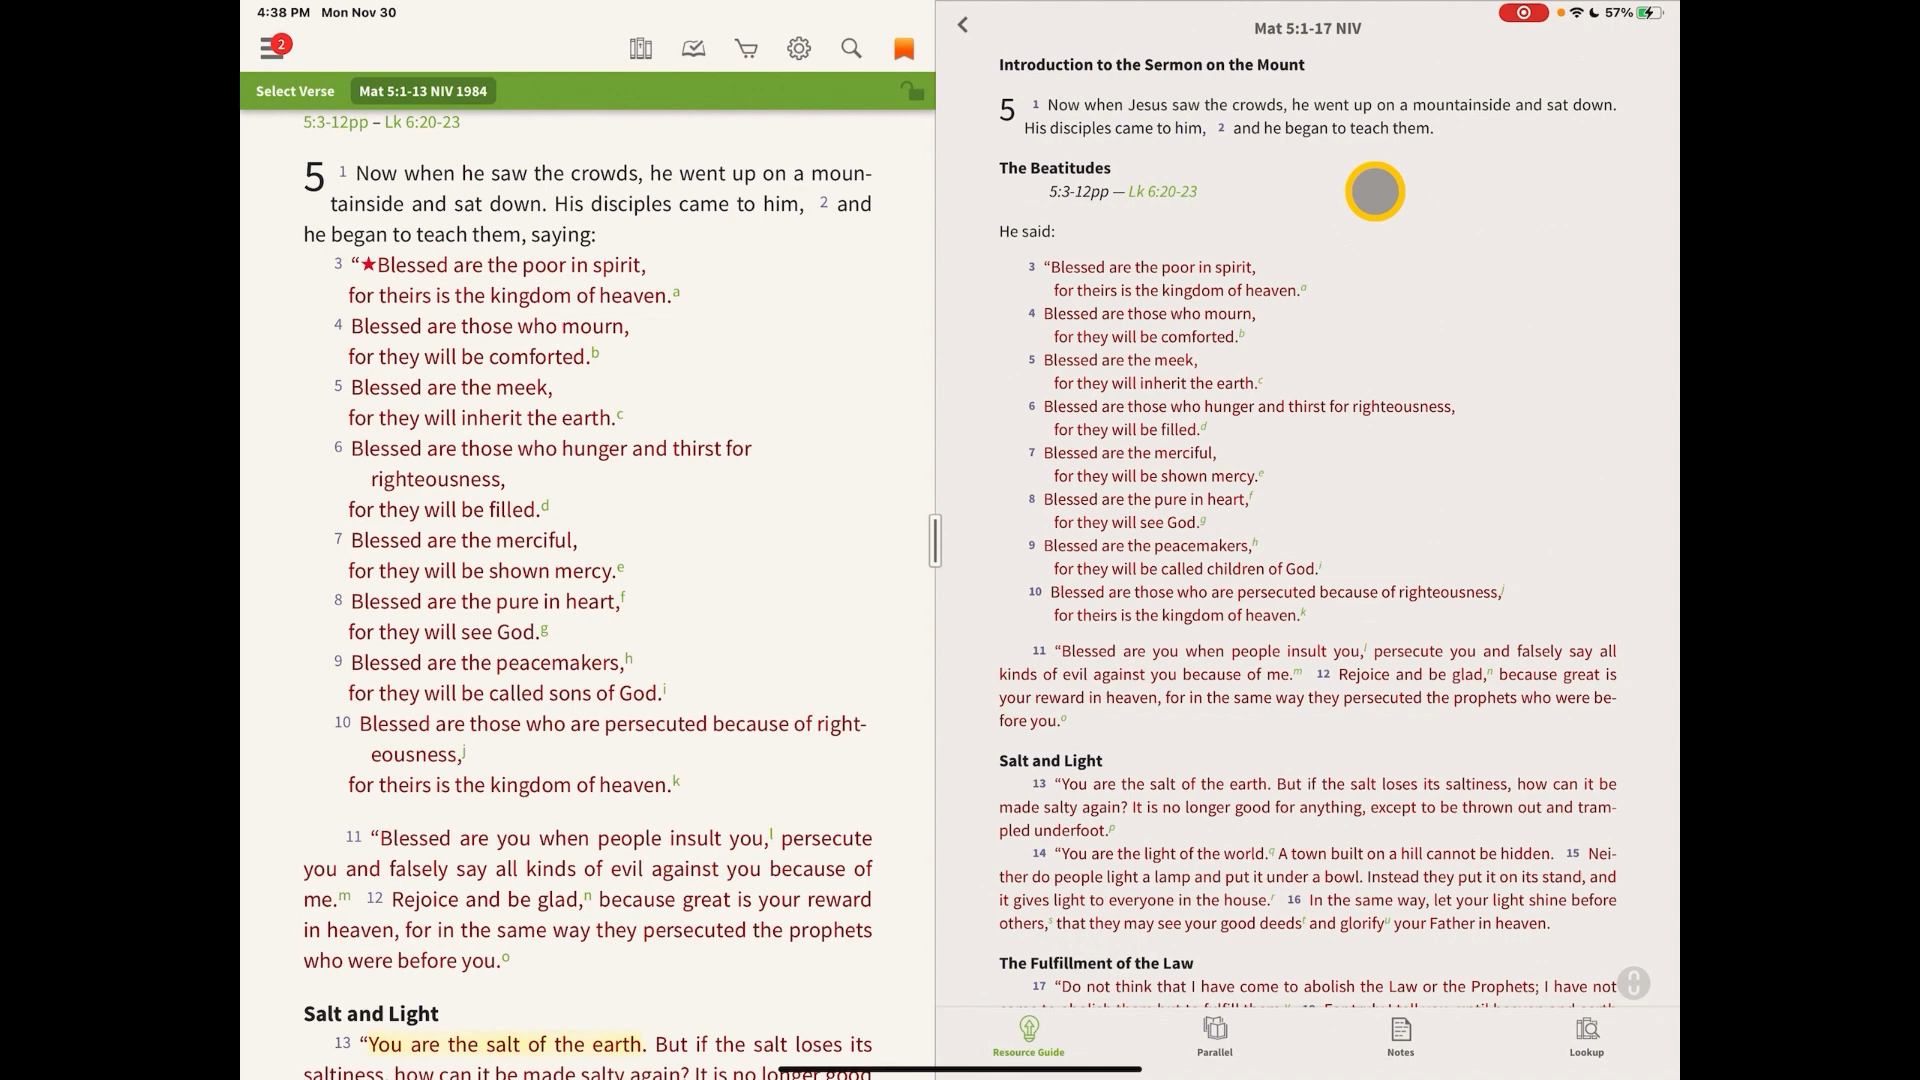 4:38 PM Mon Nov 30
57%
2
Select Verse Mat 5:1-13 NIV 1984
5:3-12pp – Lk 6:20-23
5 1 Now when he saw the crowds, he went up on a moun-
tainside and sat down. His disciples came to him, 2 and
he began to teach them, saying:
3 “★Blessed are the poor in spirit,
for theirs is the kingdom of heaven.a
4 Blessed are those who mourn,
for they will be comforted.b
5 Blessed are the meek,
for they will inherit the earth.c
6 Blessed are those who hunger and thirst for
righteousness,
for they will be filled.d
7 Blessed are the merciful,
for they will be shown mercy.e
8 Blessed are the pure in heart,f
for they will see God.g
9 Blessed are the peacemakers,h
for they will be called sons of God.i
10 Blessed are those who are persecuted because of right-
eousness,j
for theirs is the kingdom of heaven.k
11 “Blessed are you when people insult you,l persecute
you and falsely say all kinds of evil against you because of
me.m 12 Rejoice and be glad,n because great is your reward
in heaven, for in the same way they persecuted the prophets
who were before you.o
Salt and Light
13 “You are the salt of the earth. But if the salt loses its
saltiness, how can it be made salty again? It is no longer good
Mat 5:1-17 NIV
Introduction to the Sermon on the Mount
5 1 Now when Jesus saw the crowds, he went up on a mountainside and sat down.
His disciples came to him, 2 and he began to teach them.
The Beatitudes
5:3-12pp — Lk 6:20-23
He said:
3 “Blessed are the poor in spirit,
for theirs is the kingdom of heaven.a
4 Blessed are those who mourn,
for they will be comforted.b
5 Blessed are the meek,
for they will inherit the earth.c
6 Blessed are those who hunger and thirst for righteousness,
for they will be filled.d
7 Blessed are the merciful,
for they will be shown mercy.e
8 Blessed are the pure in heart,f
for they will see God.g
9 Blessed are the peacemakers,h
for they will be called children of God.i
10 Blessed are those who are persecuted because of righteousness,j
for theirs is the kingdom of heaven.k
11 “Blessed are you when people insult you,l persecute you and falsely say all
kinds of evil against you because of me.m 12 Rejoice and be glad,n because great is
your reward in heaven, for in the same way they persecuted the prophets who were be-
fore you.o
Salt and Light
13 “You are the salt of the earth. But if the salt loses its saltiness, how can it be
made salty again? It is no longer good for anything, except to be thrown out and tram-
pled underfoot.p
14 “You are the light of the world.q A town built on a hill cannot be hidden. 15 Nei-
ther do people light a lamp and put it under a bowl. Instead they put it on its stand, and
it gives light to everyone in the house.r 16 In the same way, let your light shine before
others,s that they may see your good deedst and glorifyu your Father in heaven.
The Fulfillment of the Law
17 “Do not think that I have come to abolish the Law or the Prophets; I have not
Resource Guide
Parallel
Notes
Lookup